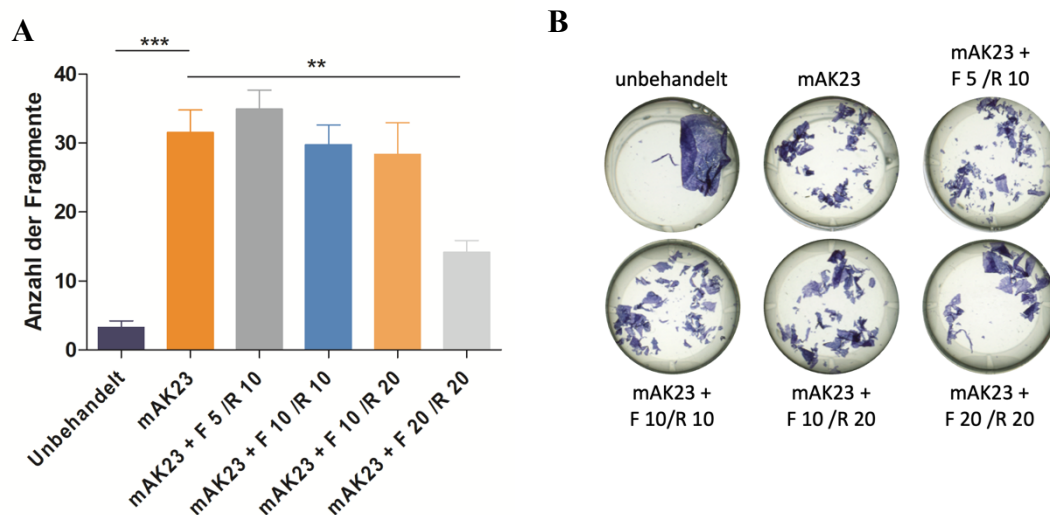 A
***
**
40
30
20
10
0
Anzahl der Fragmente
Unbehandelt
mAK23
mAK23 + F 5 /R 10
mAK23 + F 10 /R 10
mAK23 + F 10 /R 20
mAK23 + F 20 /R 20
B
unbehandelt
mAK23
mAK23 +
F 5 /R 10
mAK23 +
F 10/R 10
mAK23 +
F 10/R 20
mAK23 +
F 20/R 20